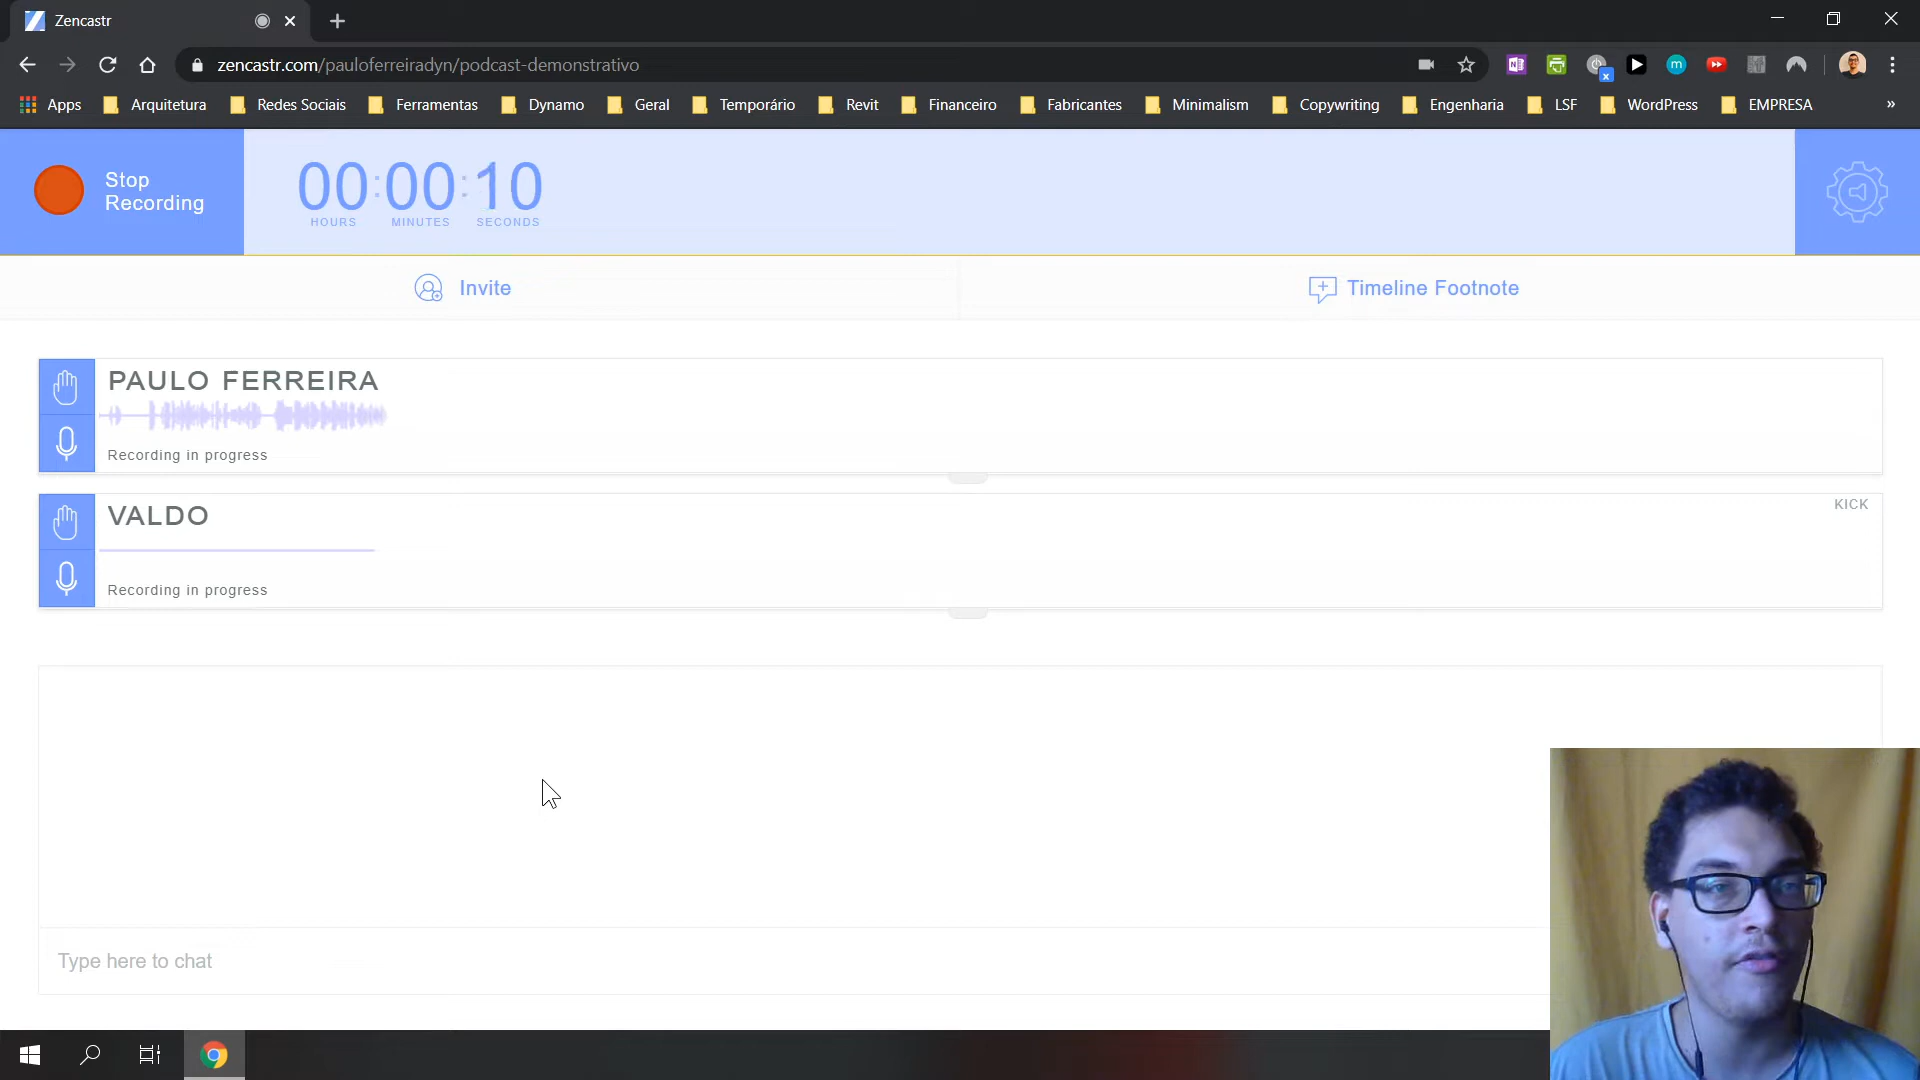 Zencastr
zencastr.com/pauloferreiradyn/podcast-demonstrativo
Apps Arquitetura Redes Sociais Ferramentas Dynamo Geral Temporário Revit Financeiro Fabricantes Minimalism Copywriting Engenharia LSF WordPress EMPRESA »
Stop
Recording
00:00:10
HOURS MINUTES SECONDS
Invite
Timeline Footnote
PAULO FERREIRA
Recording in progress
VALDO
KICK
Recording in progress
Type here to chat